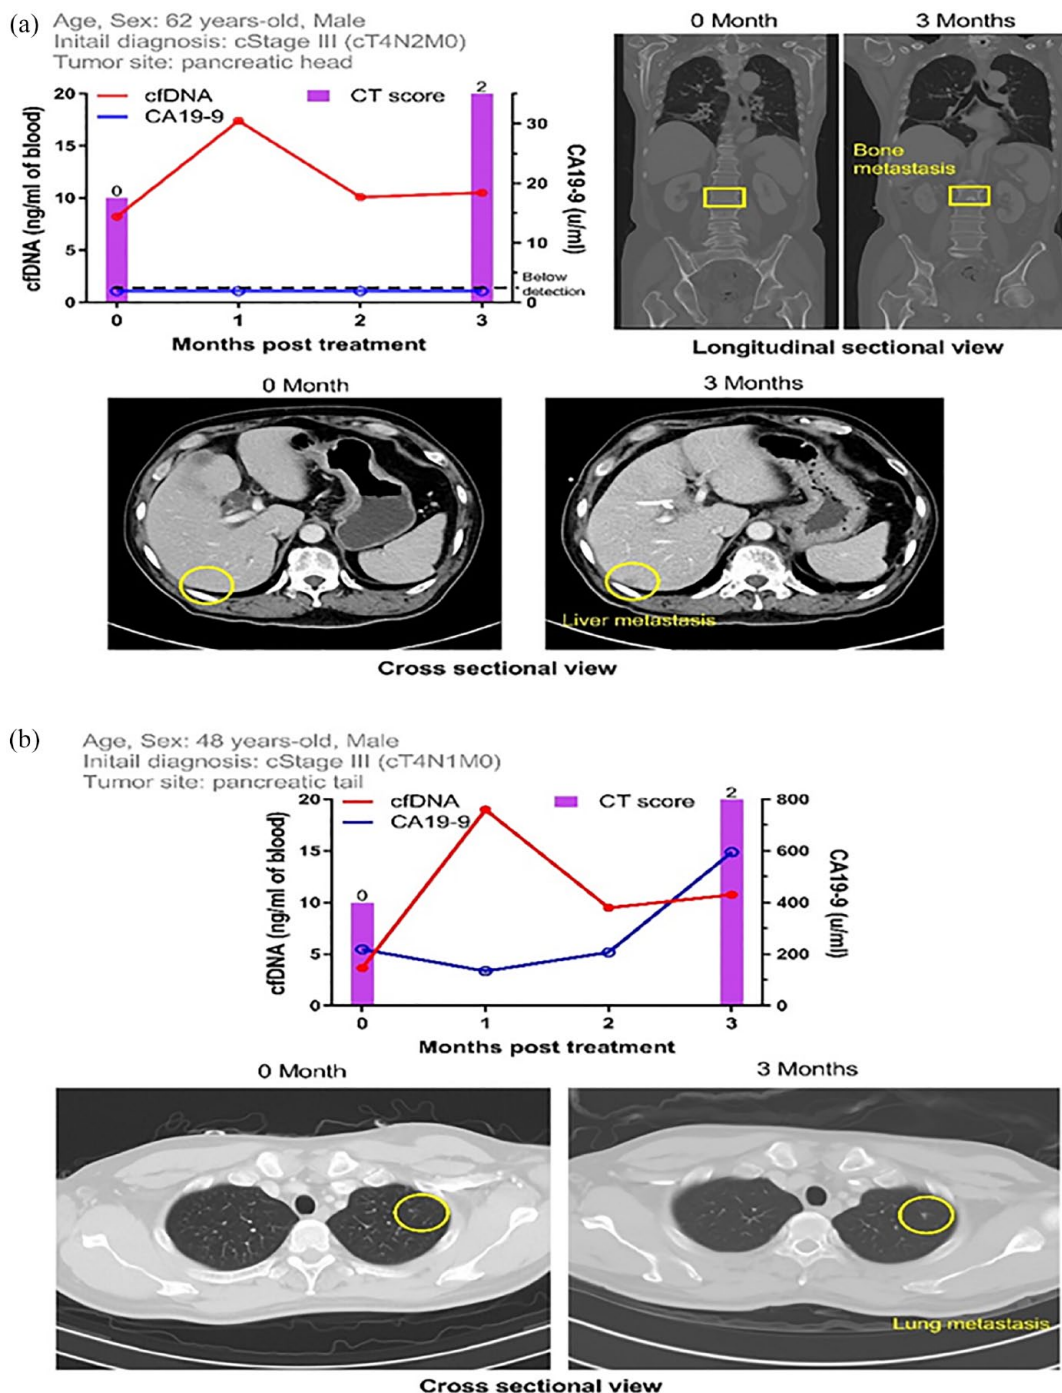 (a)
Age, Sex: 62 years-old, Male
Initail diagnosis: cStage III (cT4N2M0)
Tumor site: pancreatic head
cfDNA
CA19-9
CT score
20
15
10
5
0
cfDNA (ng/ml of blood)
0
2
30
20
10
0
CA19-9 (u/ml)
Below
detection
0 1 2 3
Months post treatment
0 Month 3 Months
Bone
metastasis
Longitudinal sectional view
0 Month 3 Months
Liver metastasis
Cross sectional view
(b)
Age, Sex: 48 years-old, Male
Initail diagnosis: cStage III (cT4N1M0)
Tumor site: pancreatic tail
cfDNA
CA19-9
CT score
20
15
10
5
0
cfDNA (ng/ml of blood)
0
2
800
600
400
200
0
CA19-9 (u/ml)
0 1 2 3
Months post treatment
0 Month 3 Months
Lung metastasis
Cross sectional view